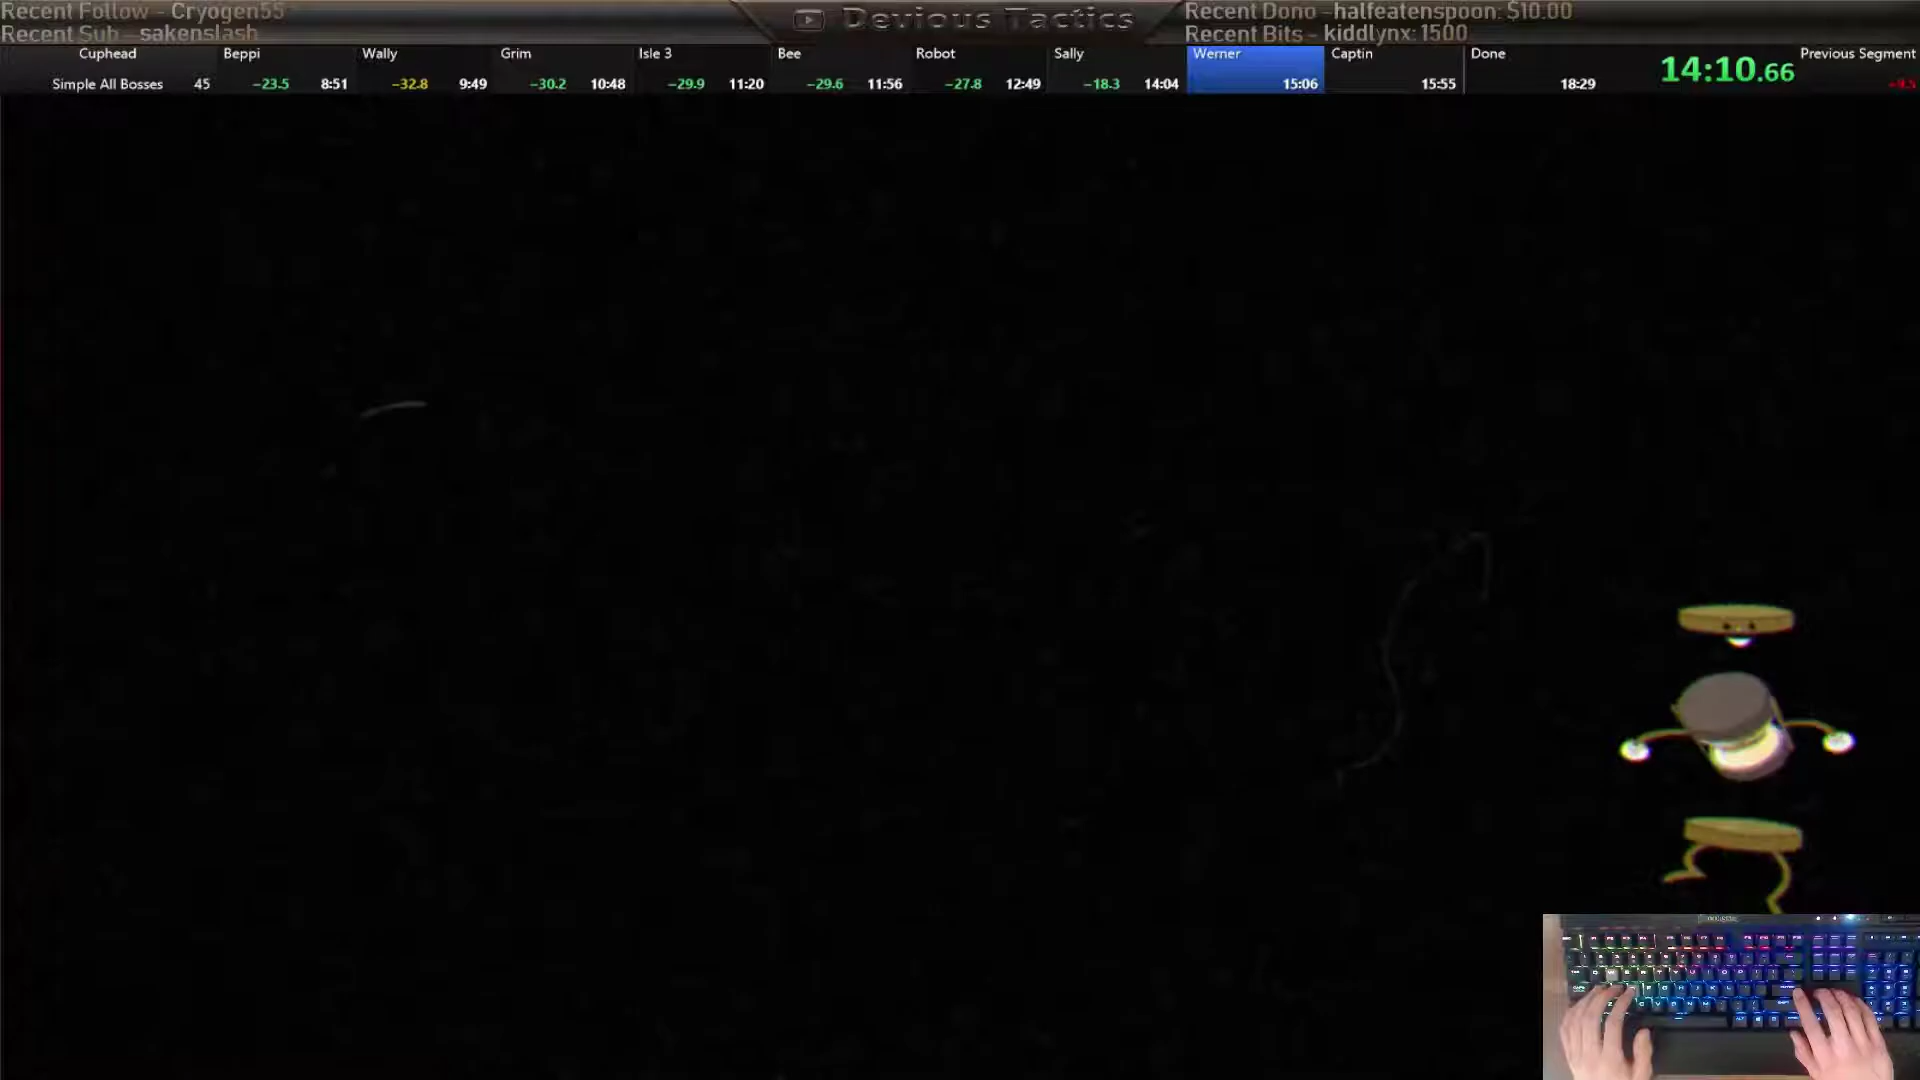 Recent Follow - Cryogen55
Recent Sub - sakenslash
Devious Tactics
Recent Dono - halfeatenspoon: $10.00
Recent Bits - kiddlynx: 1500
Cuphead Beppi Wally Grim Isle 3 Bee Robot Sally Werner Captin Done 14:10.66 Previous Segment
Simple All Bosses 45 −23.5 8:51 −32.8 9:49 −30.2 10:48 −29.9 11:20 −29.6 11:56 −27.8 12:49 −18.3 14:04 15:06 15:55 18:29 +9.5